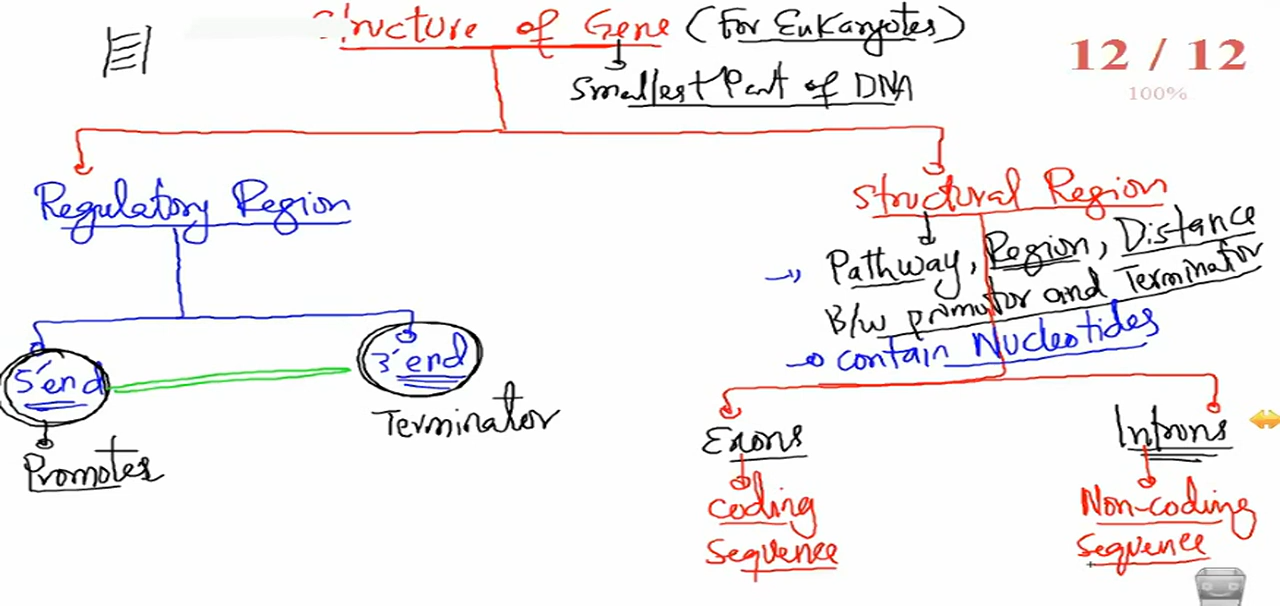 Structure of Gene (For Eukaryotes)
12 / 12
100%
Smallest Part of DNA
Regulatory Region
Structural Region
Pathway, Region, Distance
B/w promotor and Terminator
contain Nucleotides
5' end
3' end
Terminator
Promotes
Exons
Introns
coding
Sequence
Non-coding
Sequence